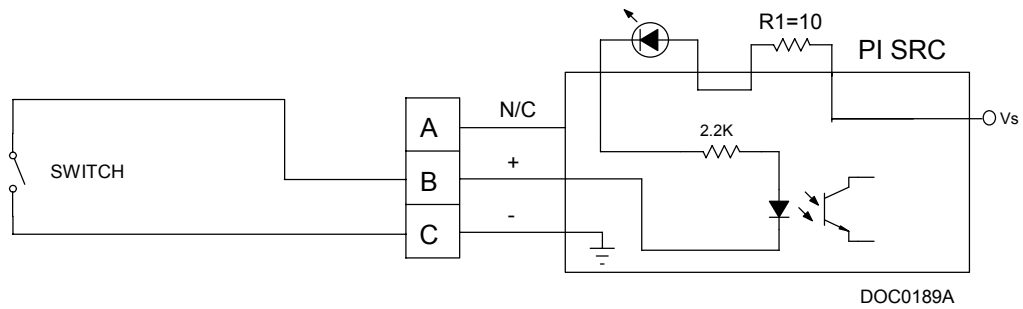 R1=10
PI SRC
A
N/C
Vs
2.2K
SWITCH
B
+
C
-
DOC0189A